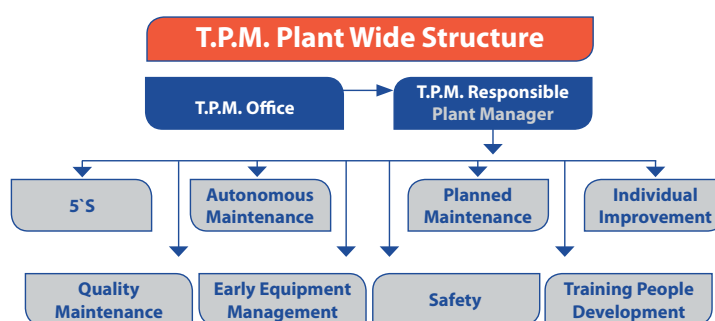 T.P.M. Plant Wide Structure
T.P.M. Office
T.P.M. Responsible
Plant Manager
5`S
Autonomous
Maintenance
Planned
Maintenance
Individual
Improvement
Quality
Maintenance
Early Equipment
Management
Safety
Training People
Development